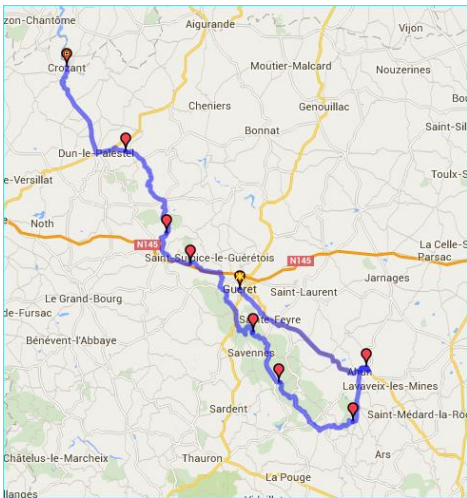 zon-Chantôme
Aigurande
Vijon
Crozant
Moutier-Malcard
Nouzerines
Cheniers
Genouillac
Bonnat
Saint-Sil
Dun-le-Palestel
e-Versillat
Toulx-S
Noth
N145
La Celle-S
Saint-Sulpice-le-Guérétois
N145
Parsac
Jarnages
Guéret
Saint-Laurent
Le Grand-Bourg
de-Fursac
Sainte-Feyre
Bénévent-l'Abbaye
Savennes
Ahun
Lavaveix-les-Mines
Sardent
Saint-Médard-la-Ro
Châtelus-le-Marcheix
Thauron
Ars
La Pouge
llanges